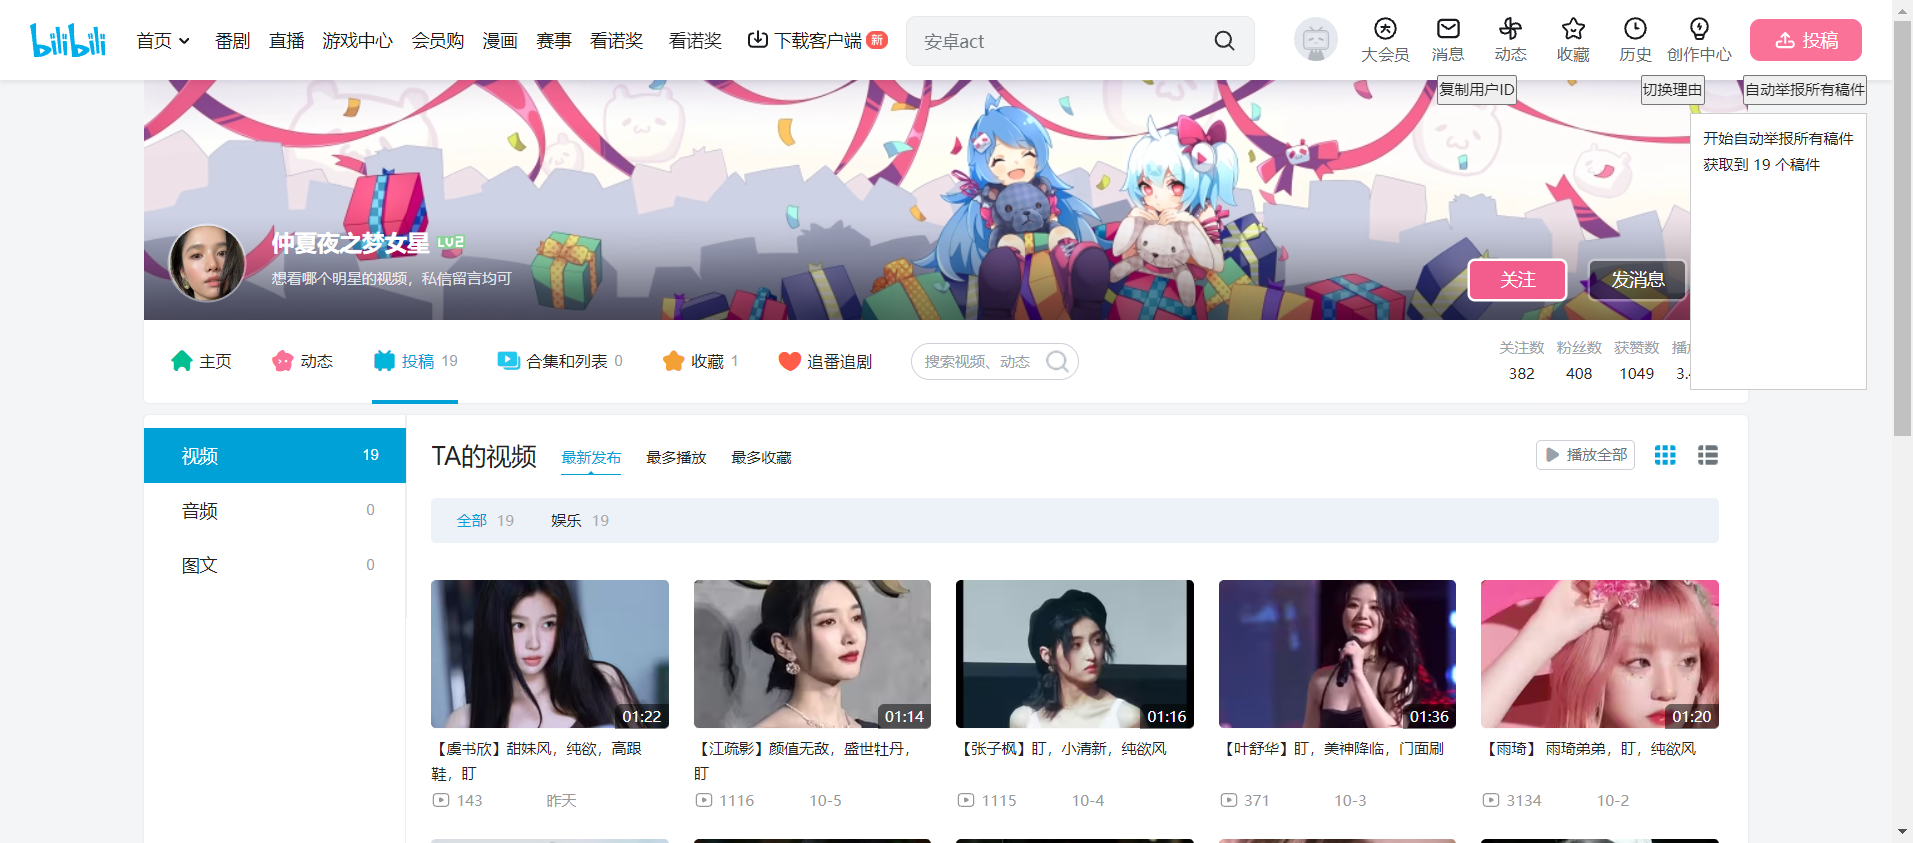 bilibili
首页
番剧
直播
游戏中心
会员购
漫画
赛事
看诺奖
看诺奖
下载客户端
新
安卓act
大会员
消息
动态
收藏
历史
创作中心
投稿
复制用户ID
切换理由
自动举报所有稿件
开始自动举报所有稿件
获取到 19 个稿件
仲夏夜之梦女星 LV2
想看哪个明星的视频，私信留言均可
关注
发消息
主页
动态
投稿 19
合集和列表 0
收藏 1
追番追剧
搜索视频、动态
关注数 粉丝数 获赞数
382 408 1049
视频 19
音频 0
图文 0
TA的视频
最新发布
最多播放
最多收藏
播放全部
全部 19
娱乐 19
01:22
01:14
01:16
01:36
01:20
【虞书欣】甜妹风，纯欲，高跟
鞋，盯
143 昨天
【江疏影】颜值无敌，盛世牡丹，
盯
1116 10-5
【张子枫】盯，小清新，纯欲风
1115 10-4
【叶舒华】盯，美神降临，门面刷
371 10-3
【雨琦】 雨琦弟弟，盯，纯欲风
3134 10-2